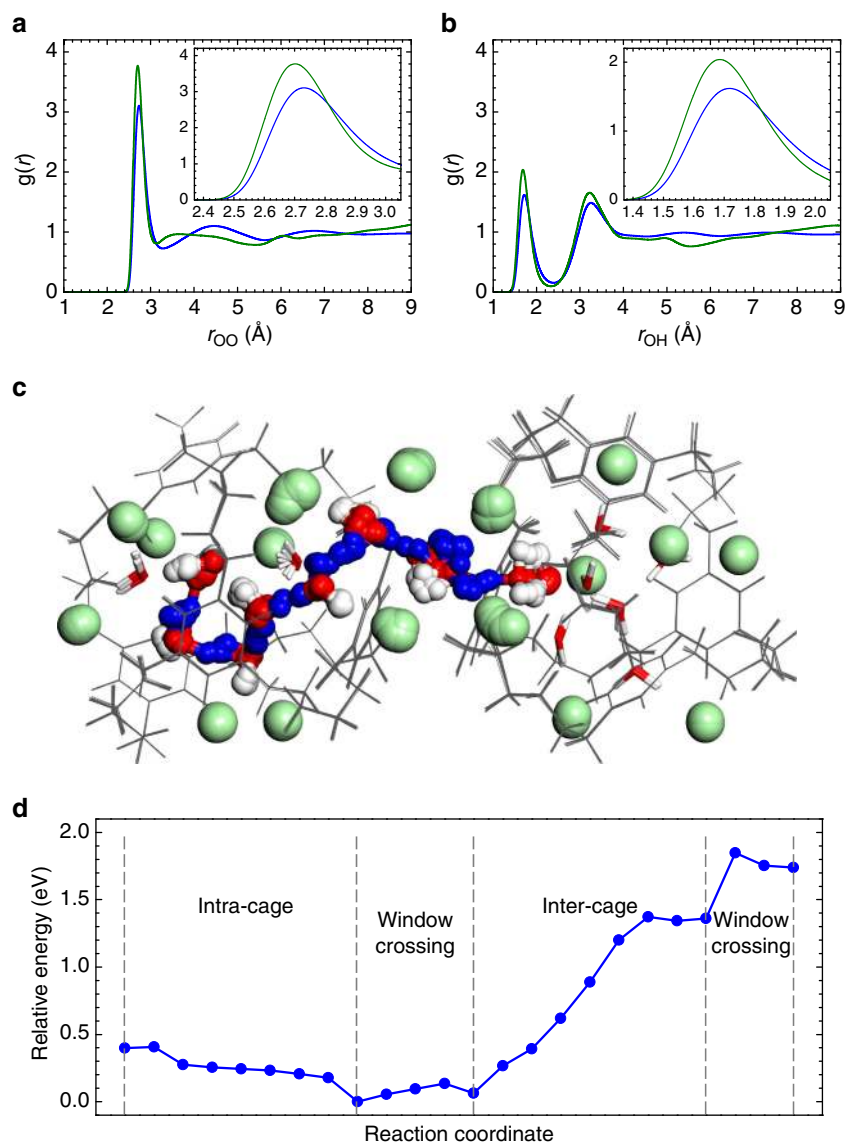 a
b
4
3
2
1
0
g(r)
1 2 3 4 5 6 7 8 9
rOO (Å)
4
3
2
1
0
2.4 2.5 2.6 2.7 2.8 2.9 3.0
4
3
2
1
0
g(r)
1 2 3 4 5 6 7 8 9
rOH (Å)
2
1
0
1.4 1.5 1.6 1.7 1.8 1.9 2.0
c
d
2.0
1.5
1.0
0.5
0.0
Relative energy (eV)
Intra-cage
Window
crossing
Inter-cage
Window
crossing
Reaction coordinate